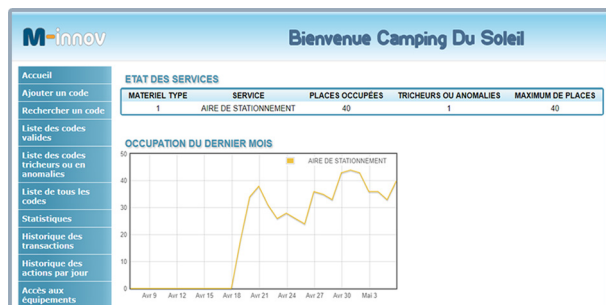 M-innov
Bienvenue Camping Du Soleil
Accueil
Ajouter un code
Rechercher un code
Liste des codes
valides
Liste des codes
tricheurs ou en
anomalies
Liste de tous les
codes
Statistiques
Historique des
transactions
Historique des
actions par jour
Accès aux
équipements
ETAT DES SERVICES
MATERIEL TYPE SERVICE PLACES OCCUPÉES TRICHEURS OU ANOMALIES MAXIMUM DE PLACES
1 AIRE DE STATIONNEMENT 40 1 40
OCCUPATION DU DERNIER MOIS
AIRE DE STATIONNEMENT
50
40
30
20
10
0
Avr 9 Avr 12 Avr 15 Avr 18 Avr 21 Avr 24 Avr 27 Avr 30 Mai 3